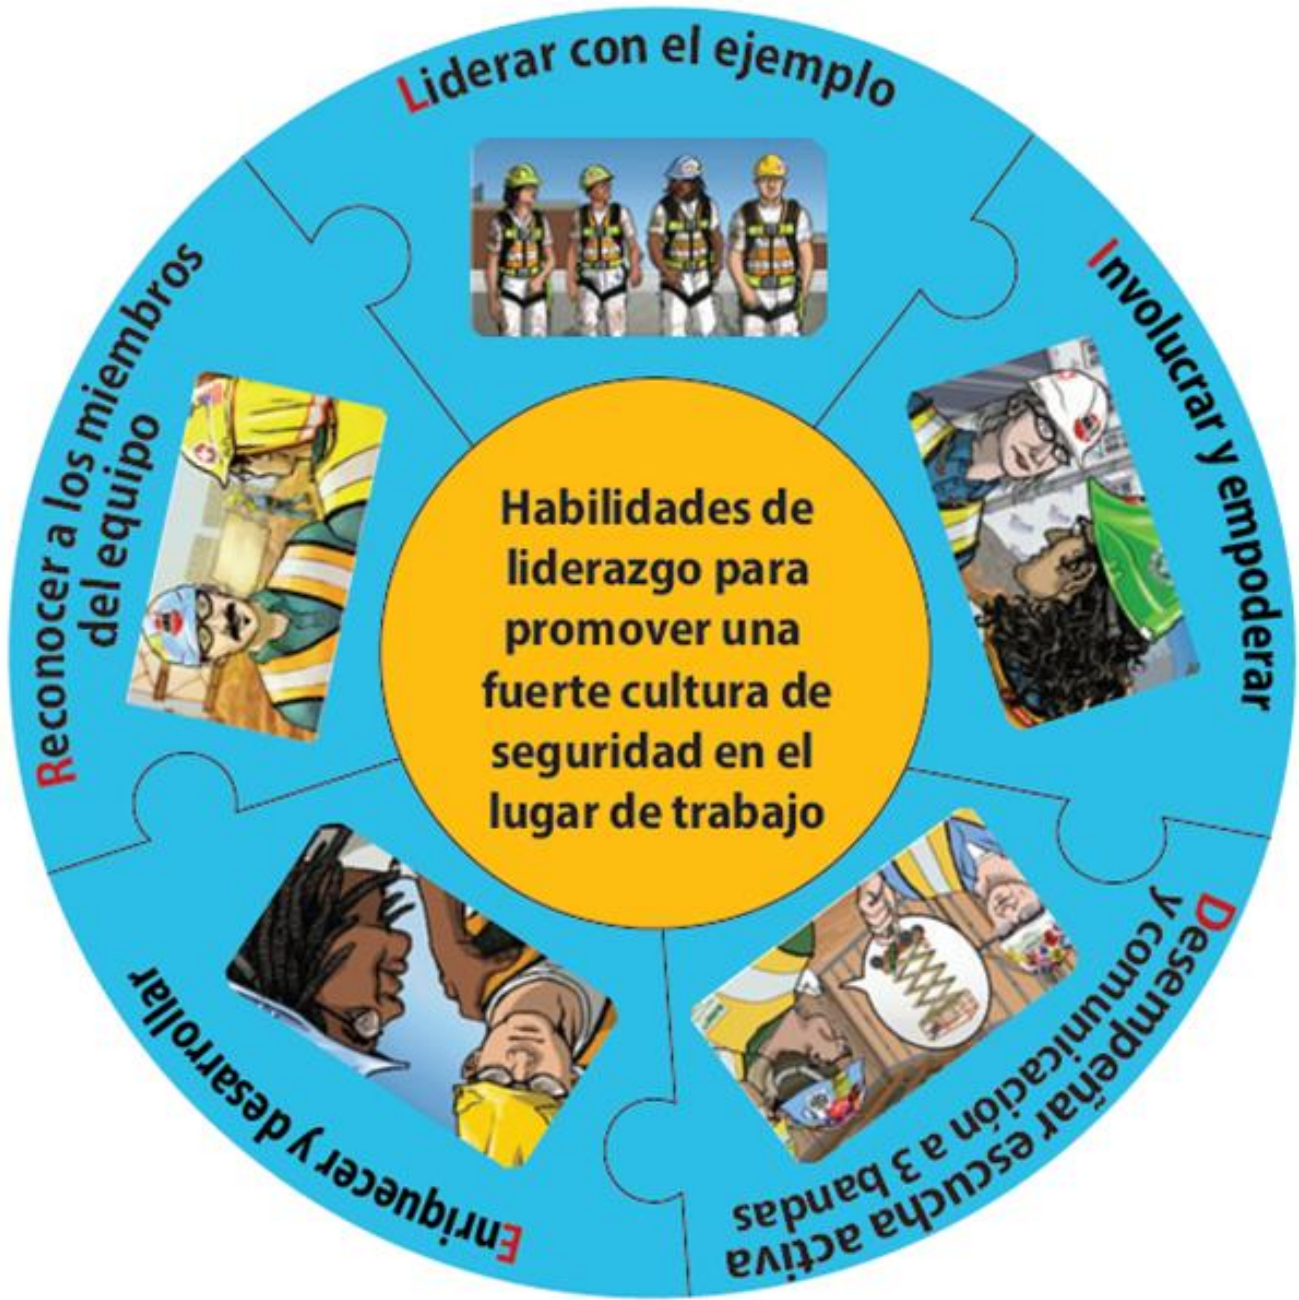 Liderar con el ejemplo
Involucrar y empoderar
Desempeñar escucha activa
y comunicación a 3 bandas
Enriquecer y desarrollar
Reconocer a los miembros
del equipo
Habilidades de
liderazgo para
promover una
fuerte cultura de
seguridad en el
lugar de trabajo